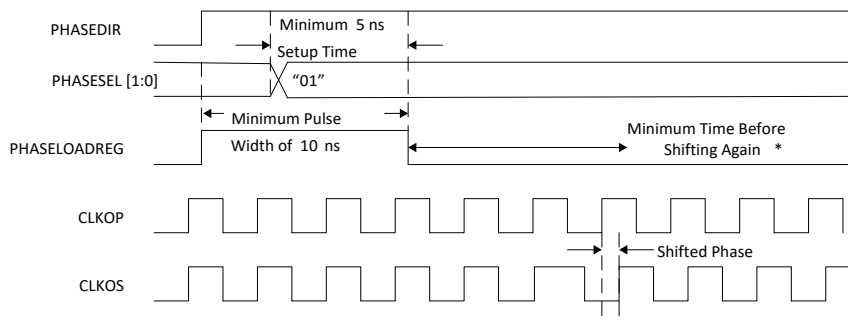 PHASEDIR
Minimum 5 ns
Setup Time
PHASESEL [1:0]
“01”
Minimum Pulse
Width of 10 ns
PHASELOADREG
Minimum Time Before
Shifting Again *
CLKOP
Shifted Phase
CLKOS